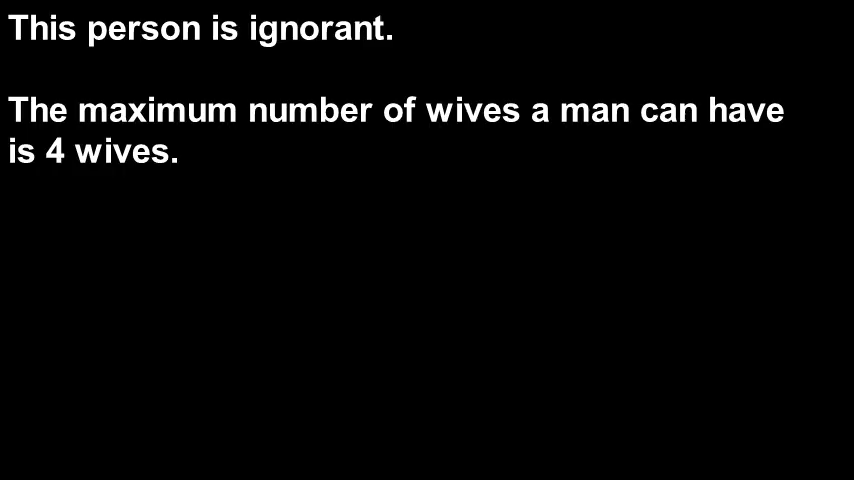 This person is ignorant.
The maximum number of wives a man can have
is 4 wives.